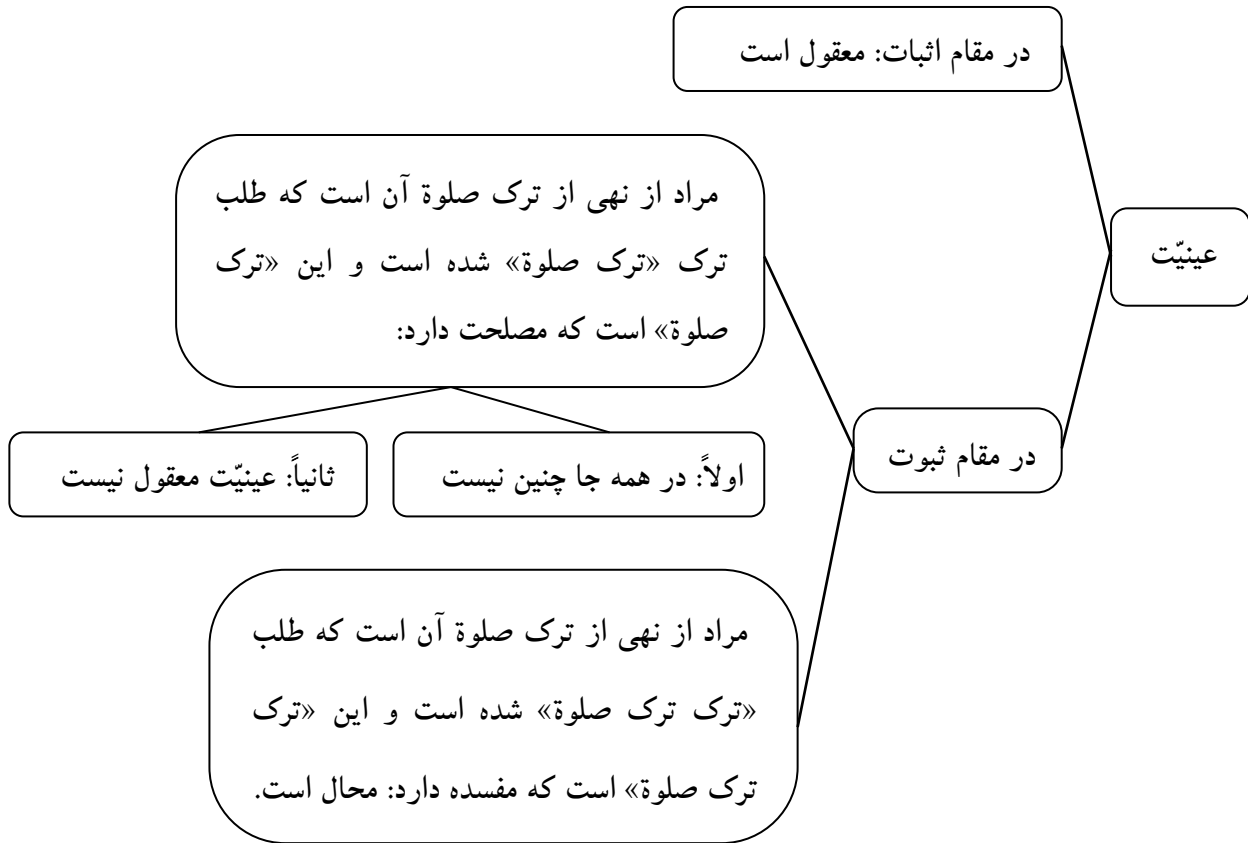 در مقام اثبات: معقول است
عینیّت
مراد از نهی از ترک صلوة آن است که طلب
ترک «ترک صلوة» شده است و این «ترک
صلوة» است که مصلحت دارد:
در مقام ثبوت
اولاً: در همه جا چنین نیست
ثانیاً: عینیّت معقول نیست
مراد از نهی از ترک صلوة آن است که طلب
«ترک ترک صلوة» شده است و این «ترک
ترک صلوة» است که مفسده دارد: محال است.